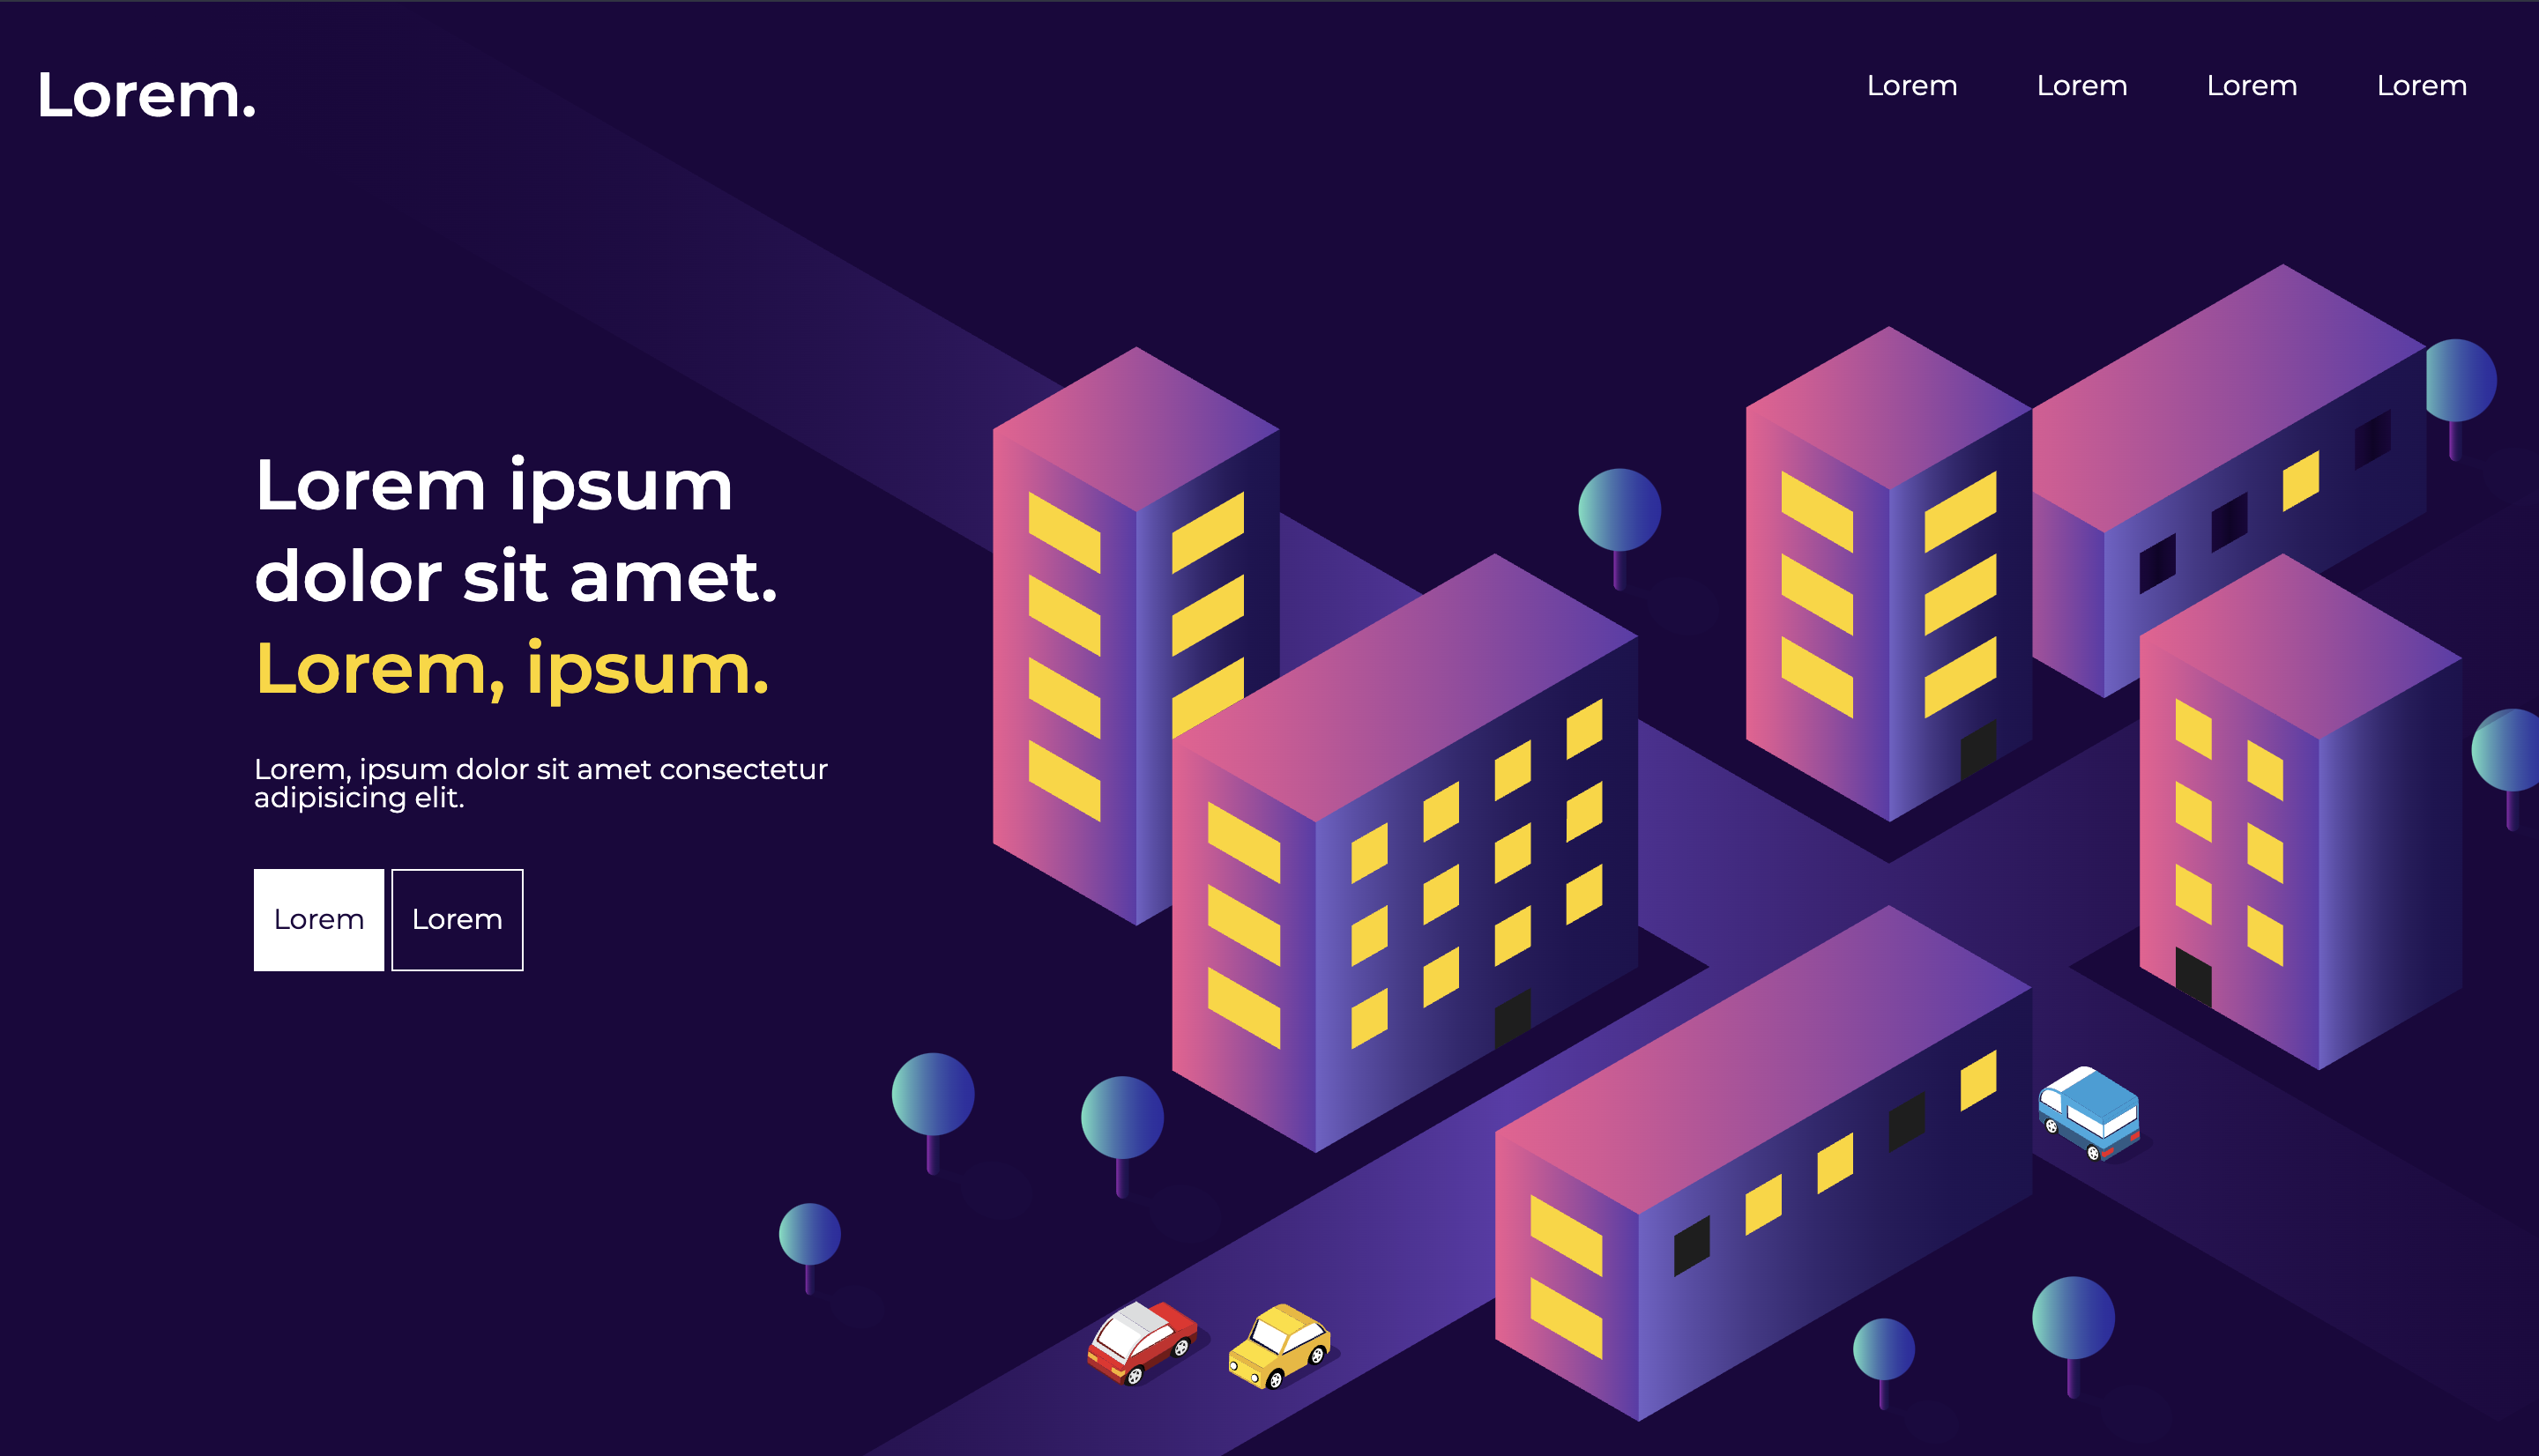 Lorem.
Lorem Lorem Lorem Lorem
Lorem ipsum
dolor sit amet.
Lorem, ipsum.
Lorem, ipsum dolor sit amet consectetur
adipisicing elit.
Lorem Lorem